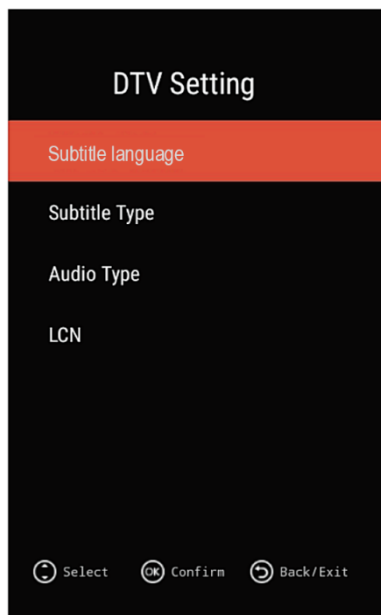 DTV Setting
Subtitle language
Subtitle Type
Audio Type
LCN
Select OK Confirm Back/Exit